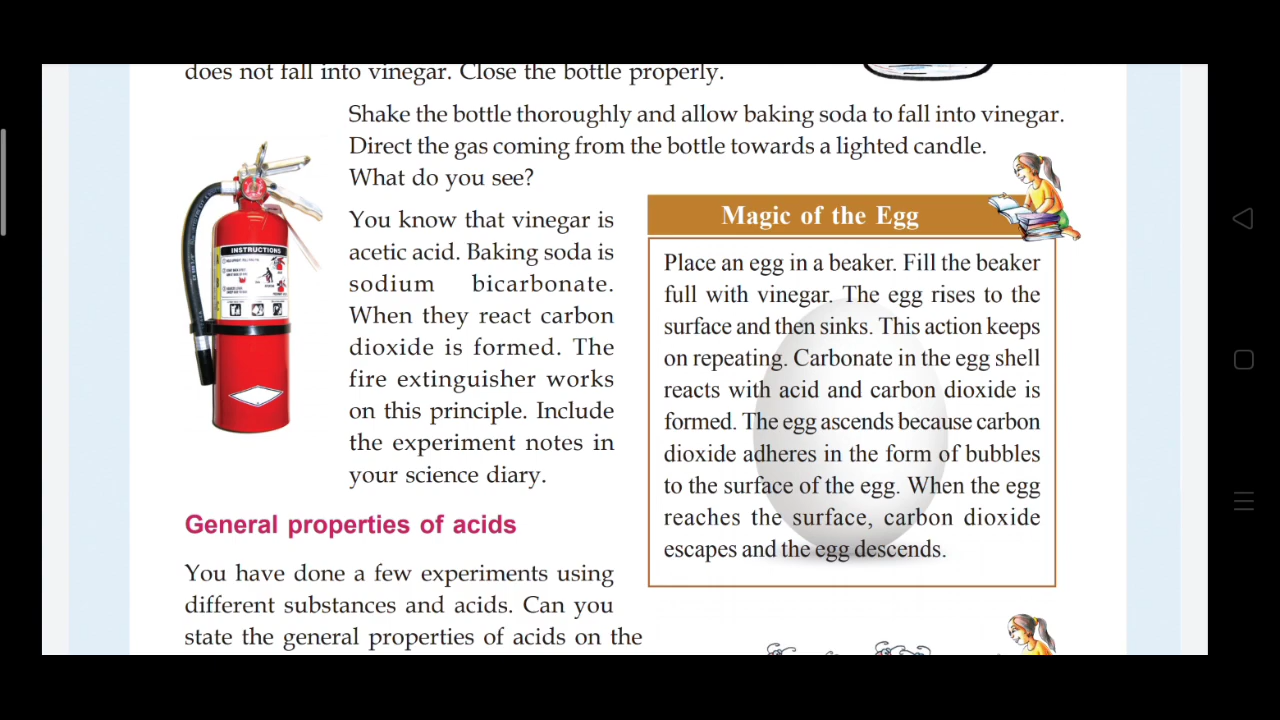 does not fall into vinegar. Close the bottle properly.
Shake the bottle thoroughly and allow baking soda to fall into vinegar.
Direct the gas coming from the bottle towards a lighted candle.
What do you see?
You know that vinegar is
acetic acid. Baking soda is
sodium bicarbonate.
When they react carbon
dioxide is formed. The
fire extinguisher works
on this principle. Include
the experiment notes in
your science diary.
INSTRUCTIONS
General properties of acids
You have done a few experiments using
different substances and acids. Can you
state the general properties of acids on the
Magic of the Egg
Place an egg in a beaker. Fill the beaker
full with vinegar. The egg rises to the
surface and then sinks. This action keeps
on repeating. Carbonate in the egg shell
reacts with acid and carbon dioxide is
formed. The egg ascends because carbon
dioxide adheres in the form of bubbles
to the surface of the egg. When the egg
reaches the surface, carbon dioxide
escapes and the egg descends.